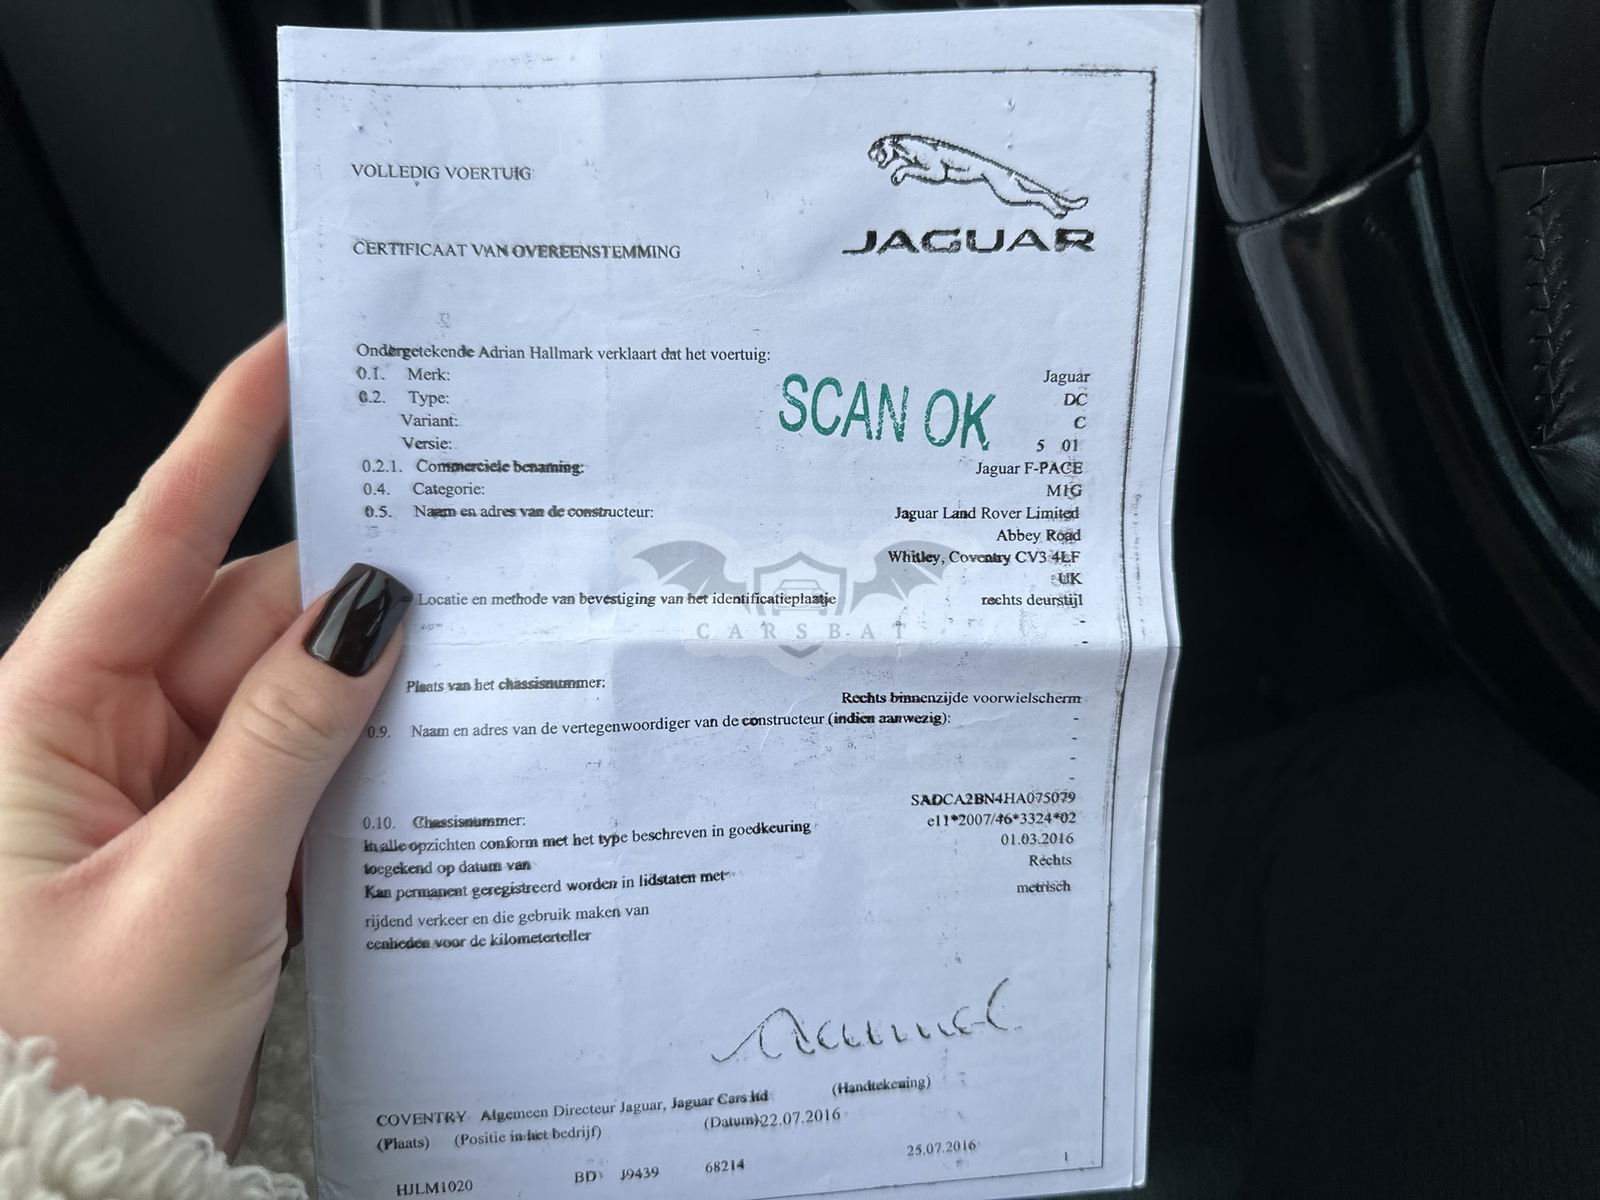 VOLLEDIG VOERTUIG
JAGUAR
CERTIFICAAT VAN OVEREENSTEMMING
Ondergetekende Adrian Hallmark verklaart dat het voertuig:
0.1. Merk: Jaguar
0.2. Type: DC
Variant: C
Versie: 5 01
SCAN OK
0.2.1. Commerciele benaming: Jaguar F-PACE
0.4. Categorie: M1G
0.5. Naam en adres van de constructeur: Jaguar Land Rover Limited
Abbey Road
Whitley, Coventry CV3 4LF
UK
Locatie en methode van bevestiging van het identificatieplaatje rechts deurstijl
-
-
CARSBAT
Plaats van het chassisnummer: Rechts binnenzijde voorwielscherm
0.9. Naam en adres van de vertegenwoordiger van de constructeur (indien aanwezig): -
-
-
0.10. Chassisnummer: SADCA2BN4HA075079
In alle opzichten conform met het type beschreven in goedkeuring e11*2007/46*3324*02
toegekend op datum van 01.03.2016
Kan permanent geregistreerd worden in lidstaten met Rechts
rijdend verkeer en die gebruik maken van metrisch
eenheden voor de kilometerteller
COVENTRY Algemeen Directeur Jaguar, Jaguar Cars ltd (Handtekening)
(Plaats) (Positie in het bedrijf) (Datum)22.07.2016
HJLM1020 BD J9439 68214 25.07.2016 1